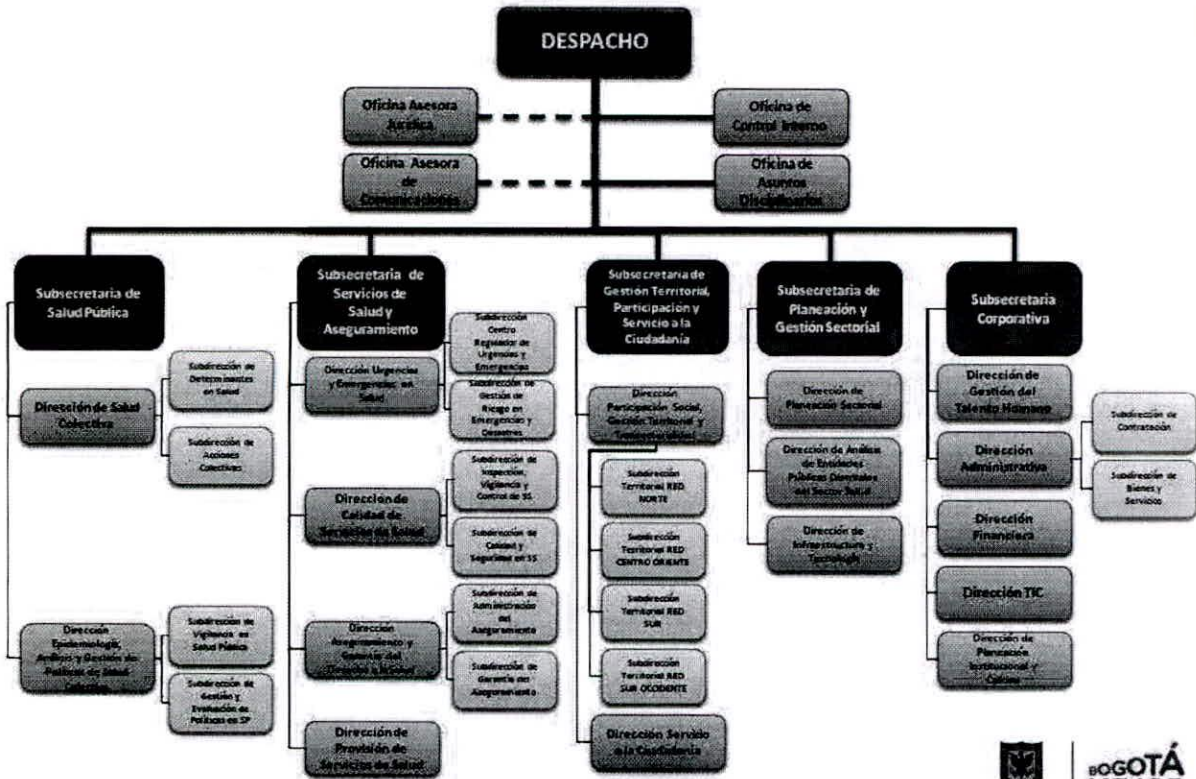 DESPACHO
Oficina Asesora
Jurídica
Oficina de
Control Interno
Oficina Asesora
de
Comunicaciones
Oficina de
Asuntos
Disciplinarios
Subsecretaria de
Salud Pública
Dirección de Salud
Colectiva
Subdirección de
Determinantes
en Salud
Subdirección de
Acciones
Colectivas
Dirección
Epidemiología,
Análisis y Gestión de
Políticas de Salud
Colectiva
Subdirección de
Vigilancia en
Salud Pública
Subdirección de
Gestión y
Evaluación de
Políticas en SP
Subsecretaria de
Servicios de
Salud y
Aseguramiento
Dirección Urgencias
y Emergencias en
Salud
Subdirección
Centro
Regulador de
Urgencias y
Emergencias
Subdirección de
Gestión de
Riesgo en
Emergencias y
Desastres
Dirección de
Calidad de
Servicios de Salud
Subdirección de
Inspección,
Vigilancia y
Control de SS
Subdirección de
Calidad y
Seguridad en SS
Dirección
Aseguramiento y
Subdirección de
Administración
del
Aseguramiento
Subdirección de
Garantía del
Aseguramiento
Dirección de
Provisión de
Servicios de Salud
Subsecretaria de
Gestión Territorial,
Participación y
Servicio a la
Ciudadanía
Dirección
Participación Social,
Gestión Territorial y
Subdirección
Territorial RED
NORTE
Subdirección
Territorial RED
CENTRO ORIENTE
Subdirección
Territorial RED
SUR
Subdirección
Territorial RED
SUR OCCIDENTE
Dirección Servicio
a la Ciudadanía
Subsecretaria de
Planeación y
Gestión Sectorial
Dirección de
Planeación Sectorial
Dirección de Análisis
de Entidades
Públicas Distritales
del Sector Salud
Dirección de
Infraestructura y
Tecnología
Subsecretaria
Corporativa
Dirección de
Gestión del
Talento Humano
Dirección
Administrativa
Subdirección de
Contratación
Subdirección de
Bienes y
Servicios
Dirección
Financiera
Dirección TIC
Dirección de
Planeación
Institucional y
Calidad
BOGOTÁ